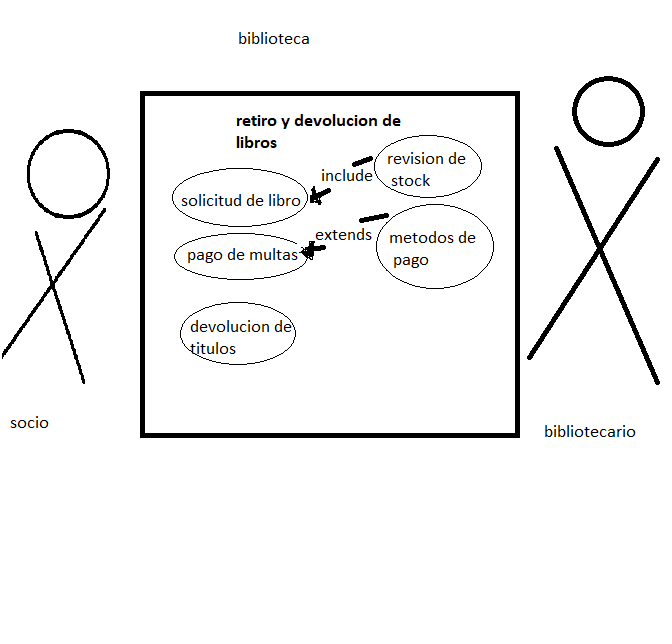 biblioteca
retiro y devolucion de
libros
revision de
stock
include
solicitud de libro
extends
metodos de
pago
pago de multas
devolucion de
titulos
socio
bibliotecario